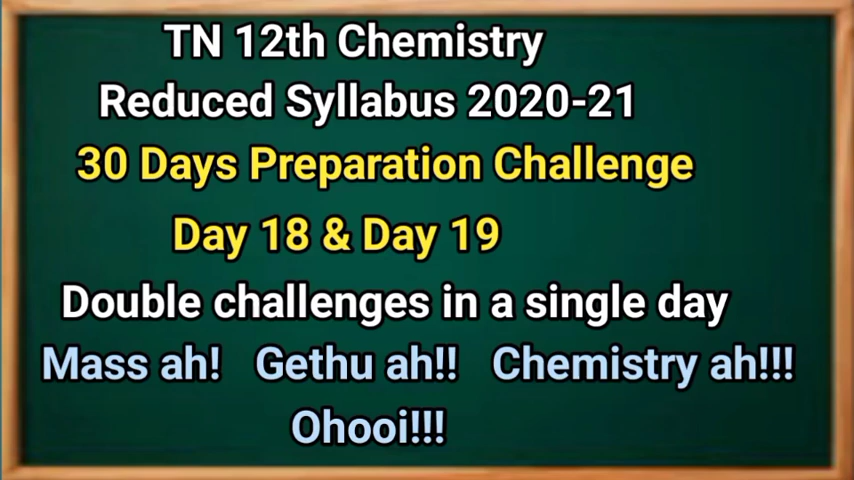 TN 12th Chemistry
Reduced Syllabus 2020-21
30 Days Preparation Challenge
Day 18 & Day 19
Double challenges in a single day
Mass ah! Gethu ah!! Chemistry ah!!!
Ohooi!!!